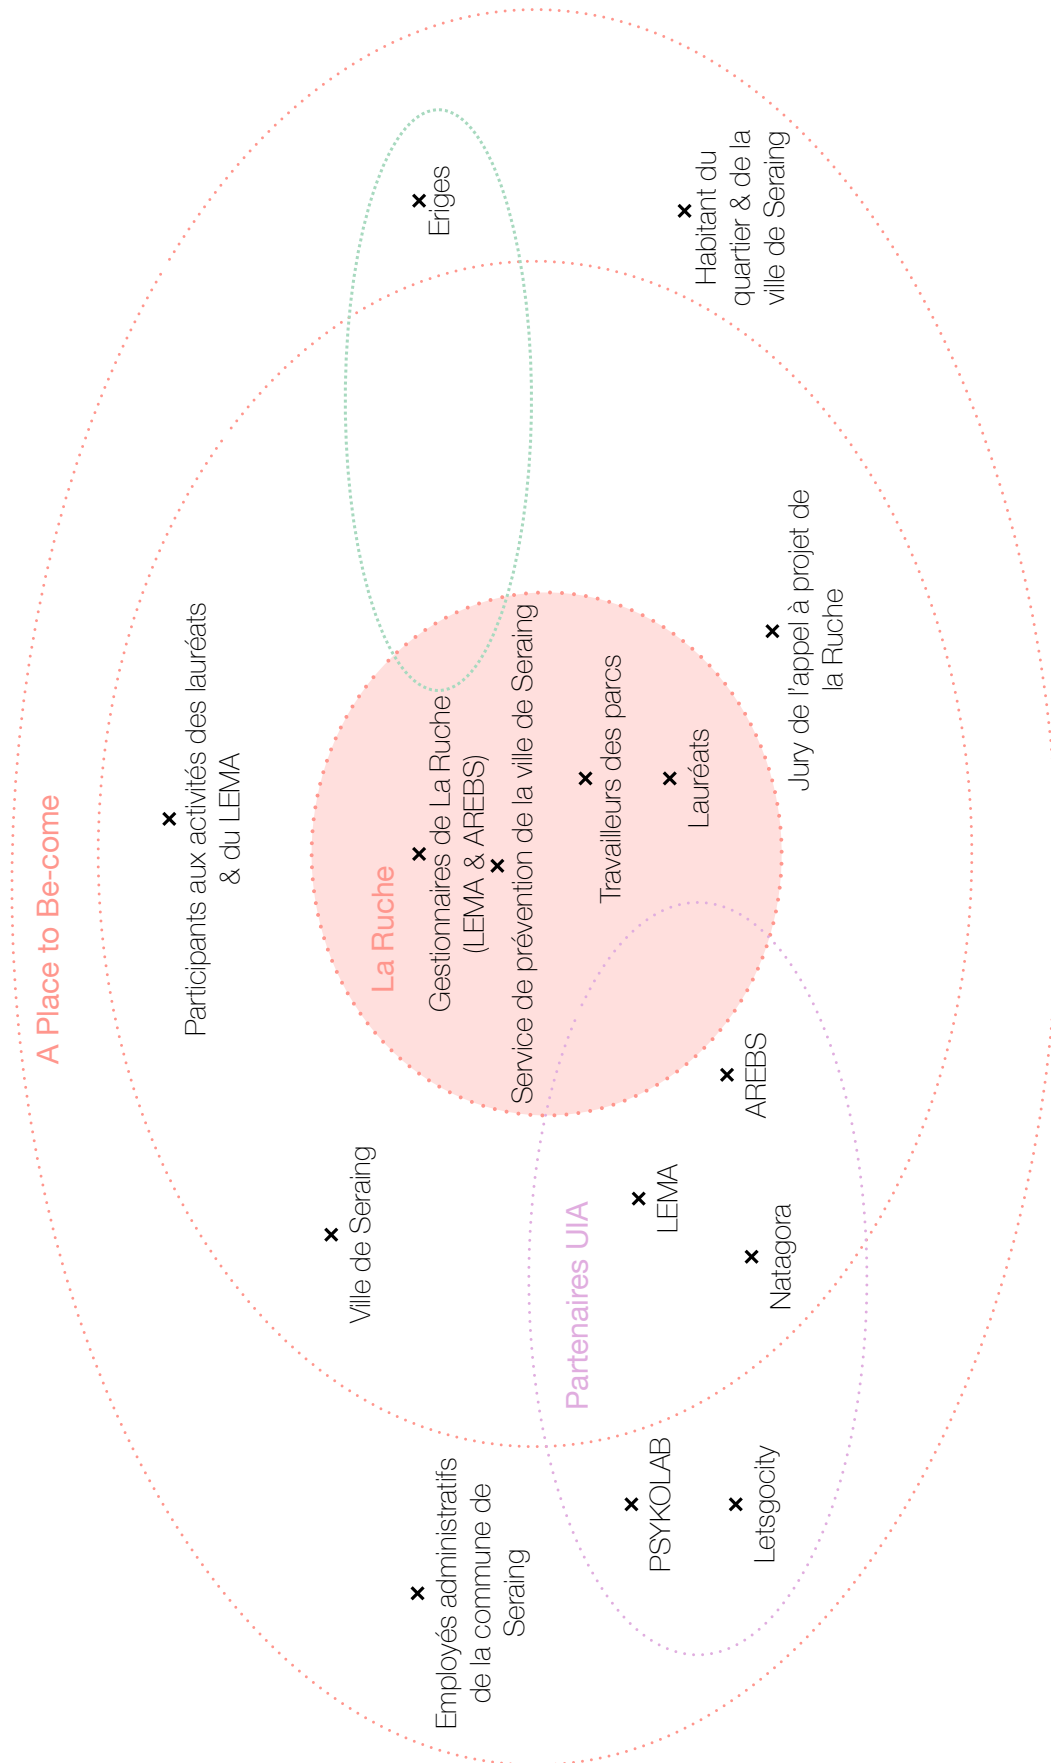 A Place to Be-come
Participants aux activités des lauréats
& du LEMA
Ville de Seraing
La Ruche
Eriges
Employés administratifs
de la commune de
Seraing
Gestionnaires de La Ruche
(LEMA & AREBS)
Service de prévention de la ville de Seraing
Partenaires UIA
Travailleurs des parcs
PSYKOLAB
LEMA
Lauréats
Habitant du
quartier & de la
ville de Seraing
Letsgocity
Natagora
AREBS
Jury de l'appel à projet de
la Ruche